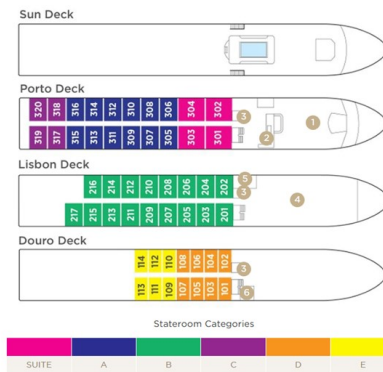 Sun Deck
Porto Deck
320 318 316 314 312 310 308 306 304 302
3 1
2
319 317 315 313 311 309 307 305 303 301
Lisbon Deck
216 214 212 210 208 206 204 202
5
3
4
217 215 213 211 209 207 205 203 201
Douro Deck
114 112 110 108 106 104 102
3
113 111 109 107 105 103 101
6
Stateroom Categories
SUITE A B C D E